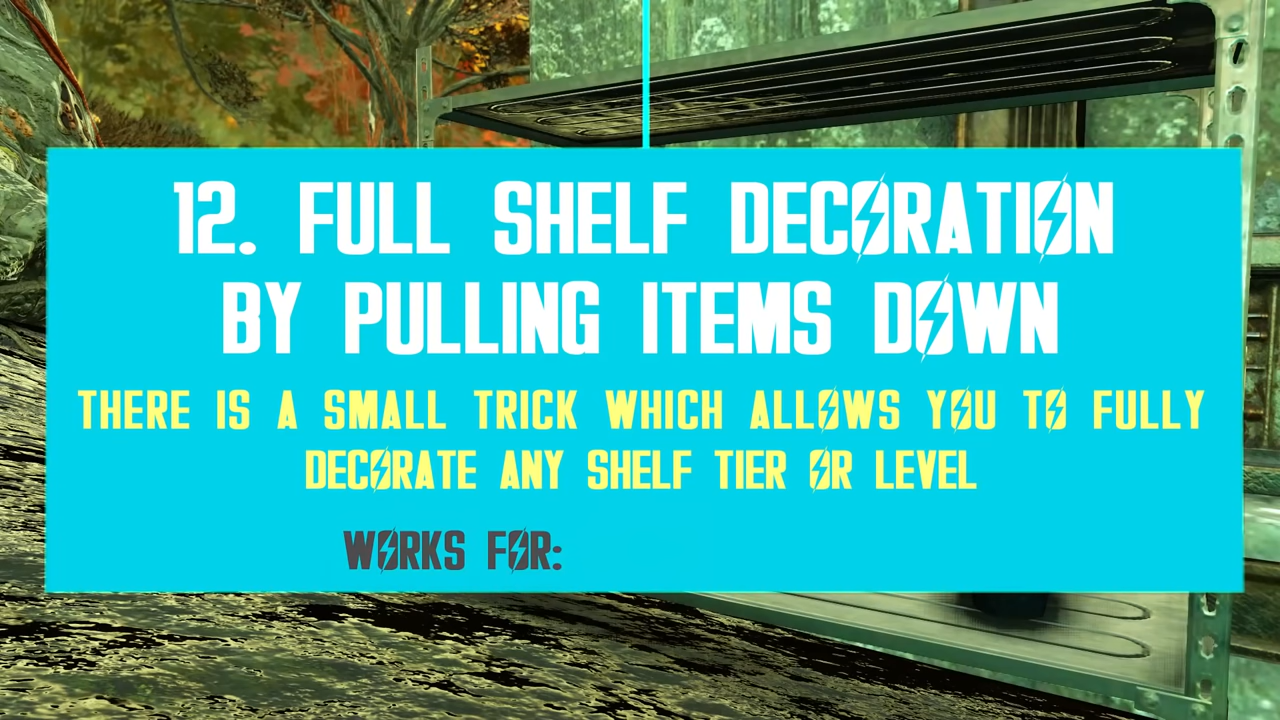 12. FULL SHELF DECORATION
BY PULLING ITEMS DOWN
THERE IS A SMALL TRICK WHICH ALLOWS YOU TO FULLY
DECORATE ANY SHELF TIER OR LEVEL
WORKS FOR: